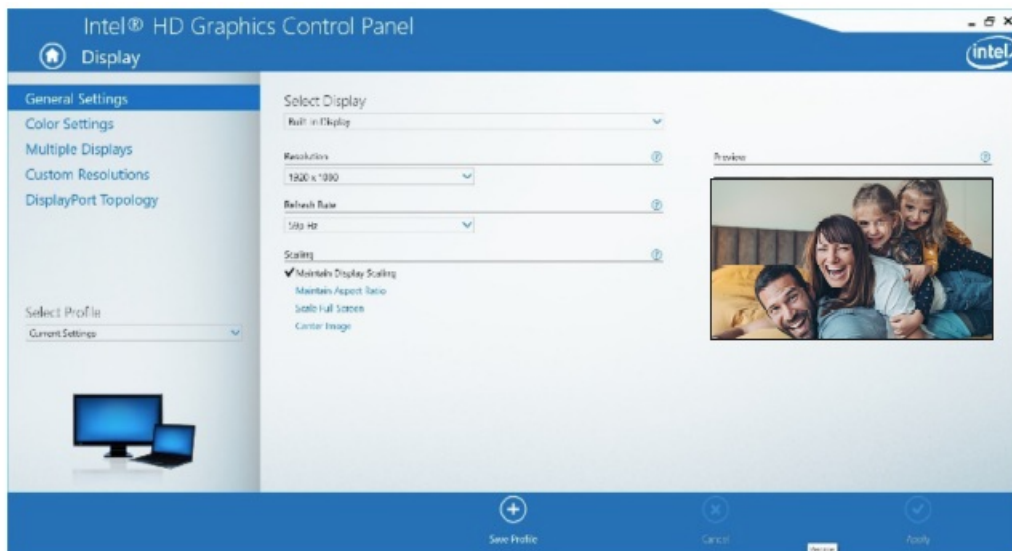 Intel® HD Graphics Control Panel
Display
intel
General Settings
Color Settings
Multiple Displays
Custom Resolutions
DisplayPort Topology
Select Profile
Current Settings
Select Display
Built in Display
Resolution
1920 x 1080
Refresh Rate
Hz
Scaling
Maintain Display Scaling
Maintain Aspect Ratio
Scale Full Screen
Center Image
Preview
Save Profile
Cancel
Apply